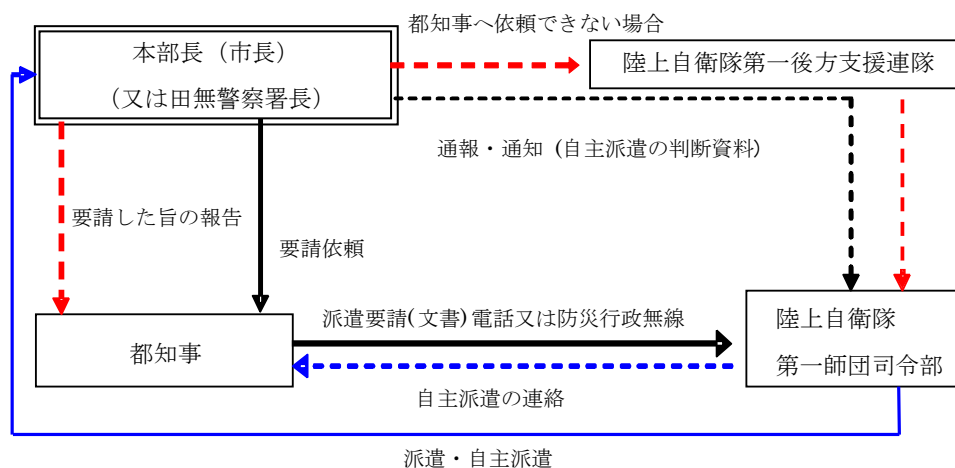 都知事へ依頼できない場合
本部長（市長）
（又は田無警察署長）
陸上自衛隊第一後方支援連隊
通報・通知 (自主派遣の判断資料)
要請した旨の報告
要請依頼
都知事
派遣要請(文書)電話又は防災行政無線
陸上自衛隊
第一師団司令部
自主派遣の連絡
派遣・自主派遣